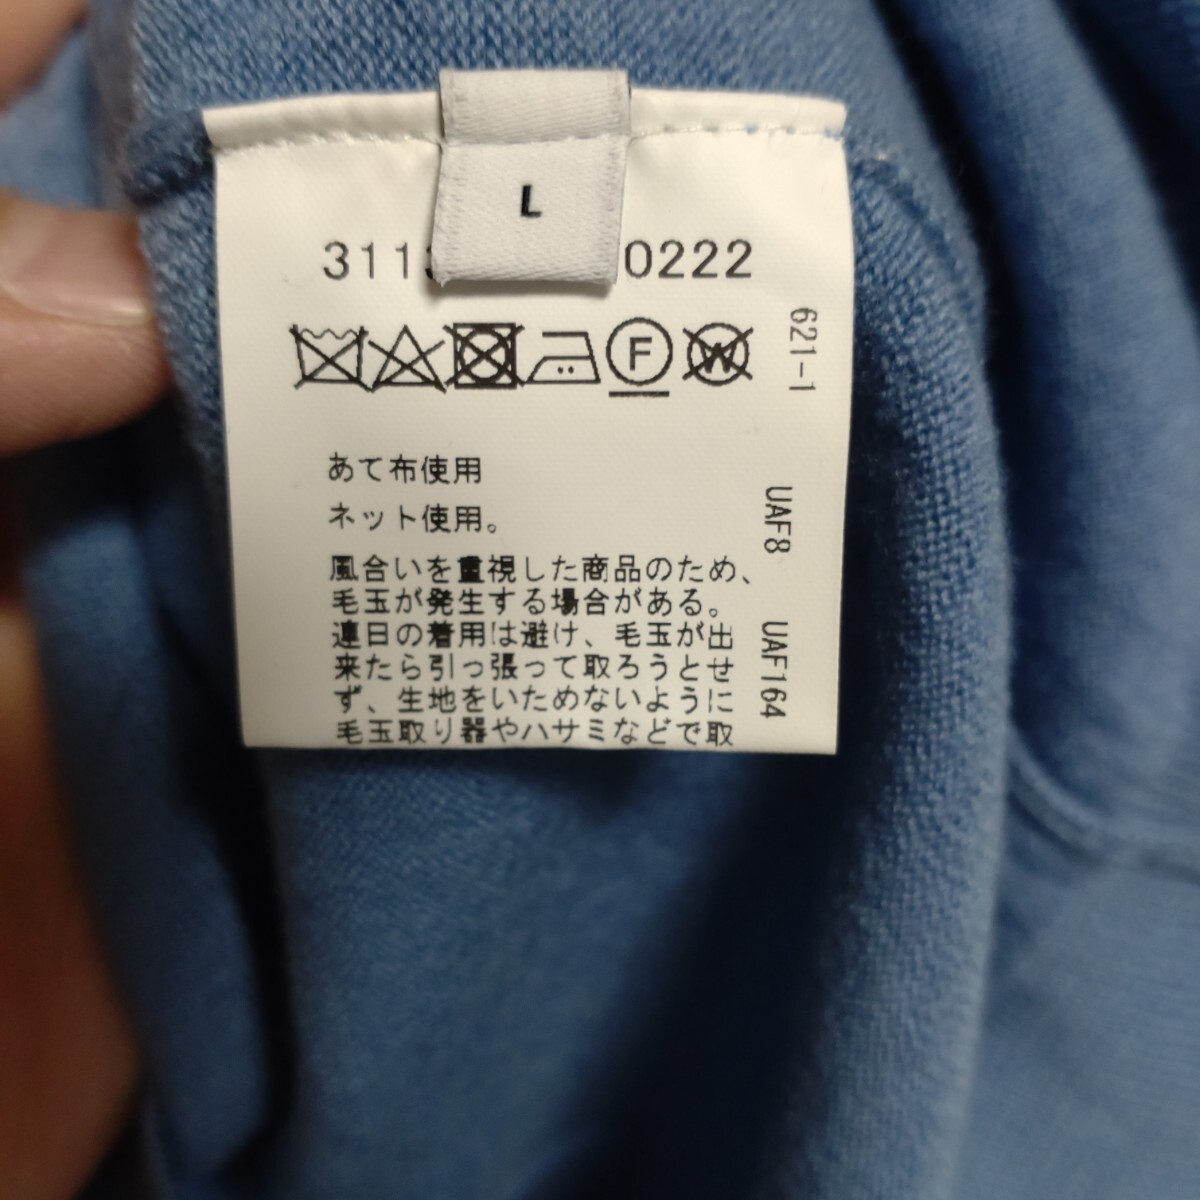 L
311 0222
F
W
621-1
あて布使用
ネット使用。
風合いを重視した商品のため、
毛玉が発生する場合がある。
連日の着用は避け、毛玉が出
来たら引っ張って取ろうとせ
ず、生地をいためないように
毛玉取り器やハサミなどで取
UAF8
UAF164